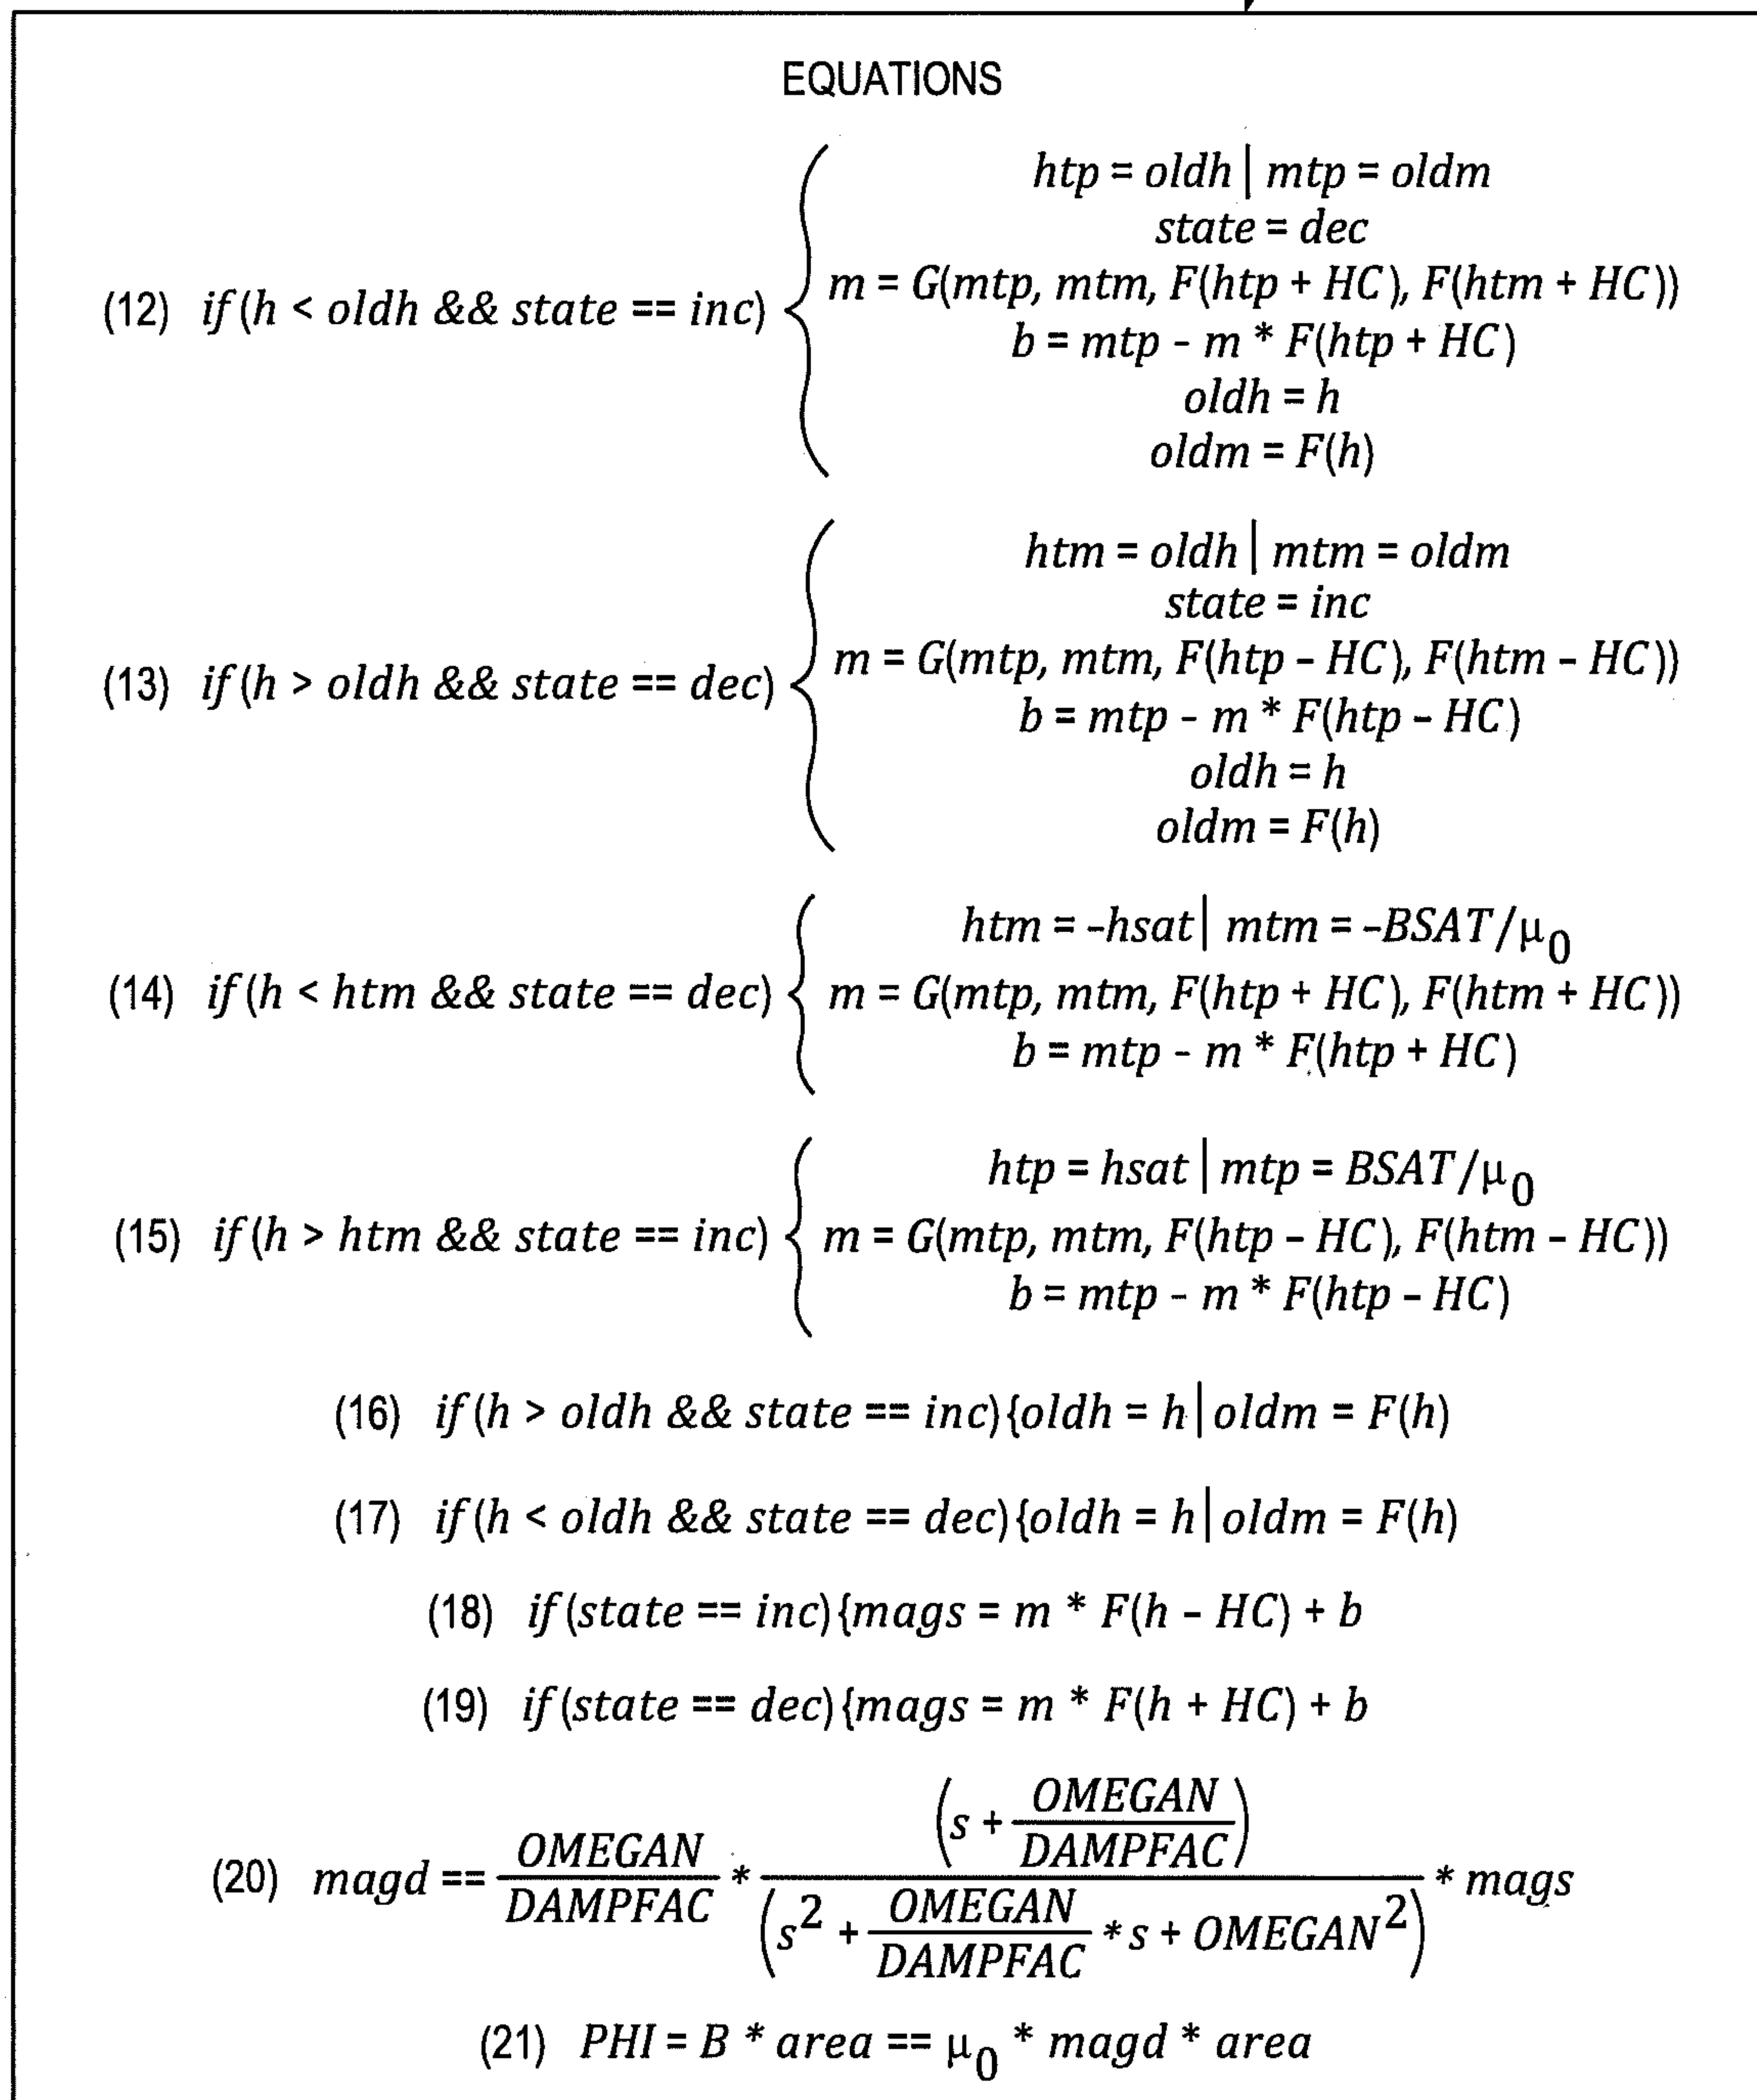 EQUATIONS
htp = oldh | mtp = oldm
state = dec
(12) if(h < oldh && state == inc) { m = G(mtp, mtm, F(htp + HC), F(htm + HC))
b = mtp - m * F(htp + HC)
oldh = h
oldm = F(h)
htm = oldh | mtm = oldm
state = inc
(13) if(h > oldh && state == dec) { m = G(mtp, mtm, F(htp – HC), F(htm – HC))
b = mtp - m * F(htp – HC)
oldh = h
oldm = F(h)
htm = –hsat | mtm = –BSAT/μ₀
(14) if(h < htm && state == dec) { m = G(mtp, mtm, F(htp + HC), F(htm + HC))
b = mtp - m * F(htp + HC)
htp = hsat | mtp = BSAT/μ₀
(15) if(h > htm && state == inc) { m = G(mtp, mtm, F(htp – HC), F(htm – HC))
b = mtp - m * F(htp – HC)
(16) if(h > oldh && state == inc){oldh = h | oldm = F(h)
(17) if(h < oldh && state == dec){oldh = h | oldm = F(h)
(18) if(state == inc){mags = m * F(h – HC) + b
(19) if(state == dec){mags = m * F(h + HC) + b
(20) magd == OMEGAN/DAMPFAC * (s + OMEGAN/DAMPFAC)/(s² + OMEGAN/DAMPFAC * s + OMEGAN²) * mags
(21) PHI = B * area == μ₀ * magd * area